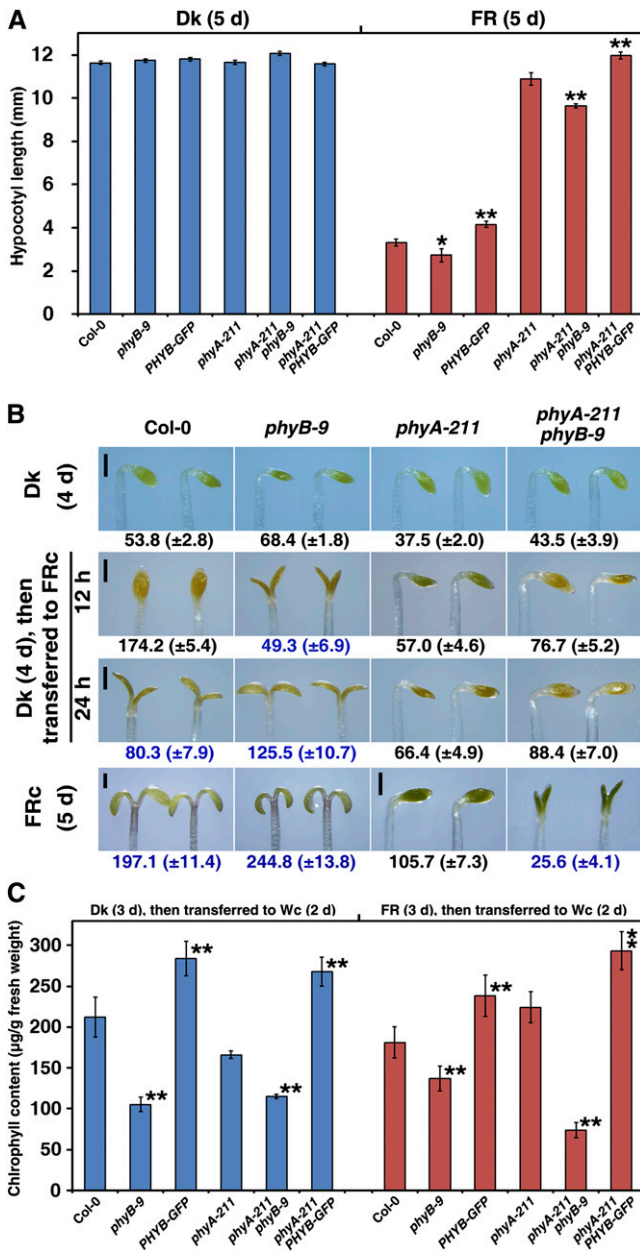 A
Dk (5 d) FR (5 d)
Hypocotyl length (mm)
12
10
8
6
4
2
0
** ** ** *
Col-0 phyB-9 PHYB-GFP phyA-211 phyA-211 phyB-9 phyA-211 PHYB-GFP Col-0 phyB-9 PHYB-GFP phyA-211 phyA-211 phyB-9 phyA-211 PHYB-GFP
B
Col-0 phyB-9 phyA-211 phyA-211 phyB-9
Dk (4 d)
53.8 (±2.8) 68.4 (±1.8) 37.5 (±2.0) 43.5 (±3.9)
Dk (4 d), then transferred to FRc
12 h
174.2 (±5.4) 49.3 (±6.9) 57.0 (±4.6) 76.7 (±5.2)
24 h
80.3 (±7.9) 125.5 (±10.7) 66.4 (±4.9) 88.4 (±7.0)
FRc (5 d)
197.1 (±11.4) 244.8 (±13.8) 105.7 (±7.3) 25.6 (±4.1)
C
Dk (3 d), then transferred to Wc (2 d) FR (3 d), then transferred to Wc (2 d)
Chlrophyll content (µg/g fresh weight)
300
250
200
150
100
50
0
** ** ** ** ** ** ** **
Col-0 phyB-9 PHYB-GFP phyA-211 phyA-211 phyB-9 phyA-211 PHYB-GFP Col-0 phyB-9 PHYB-GFP phyA-211 phyA-211 phyB-9 phyA-211 PHYB-GFP